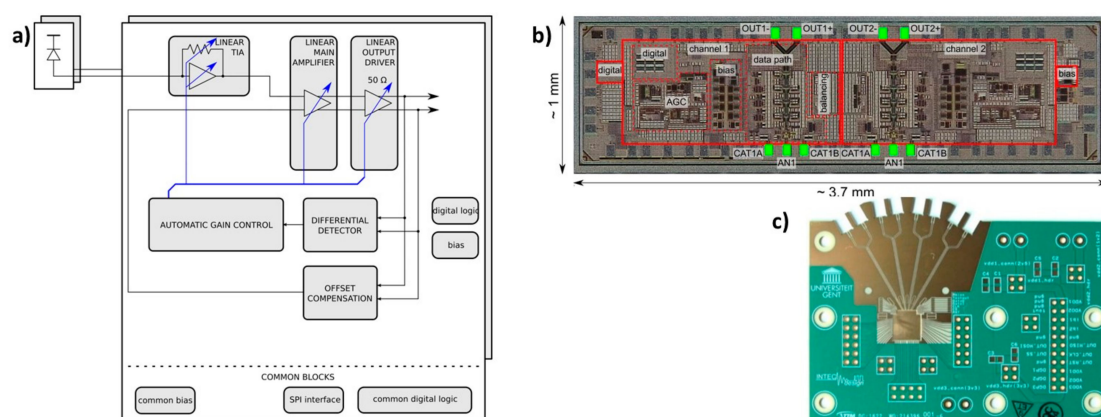 a)
LINEAR
TIA
LINEAR
MAIN
AMPLIFIER
LINEAR
OUTPUT
DRIVER
50 Ω
AUTOMATIC GAIN CONTROL
DIFFERENTIAL
DETECTOR
digital logic
bias
OFFSET
COMPENSATION
COMMON BLOCKS
common bias
SPI interface
common digital logic
b)
OUT1-
OUT1+
OUT2-
OUT2+
digital
channel 1
data path
channel 2
digital
bias
bias
AGC
balancing
CAT1A
AN1
CAT1B
CAT1A
AN1
CAT1B
~ 1 mm
~ 3.7 mm
c)
UNIVERSITEIT
GENT
INTEC
design